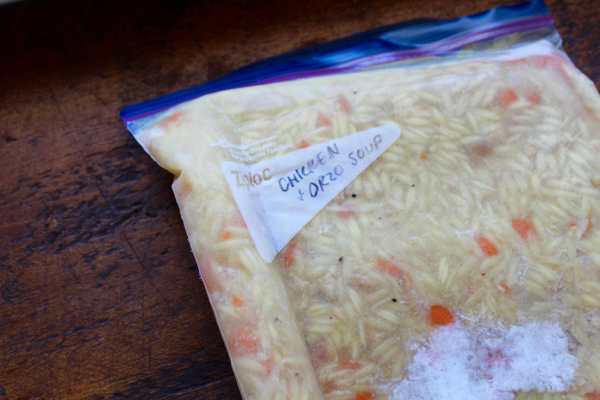 Ziploc
CHICKEN
+ ORZO SOUP